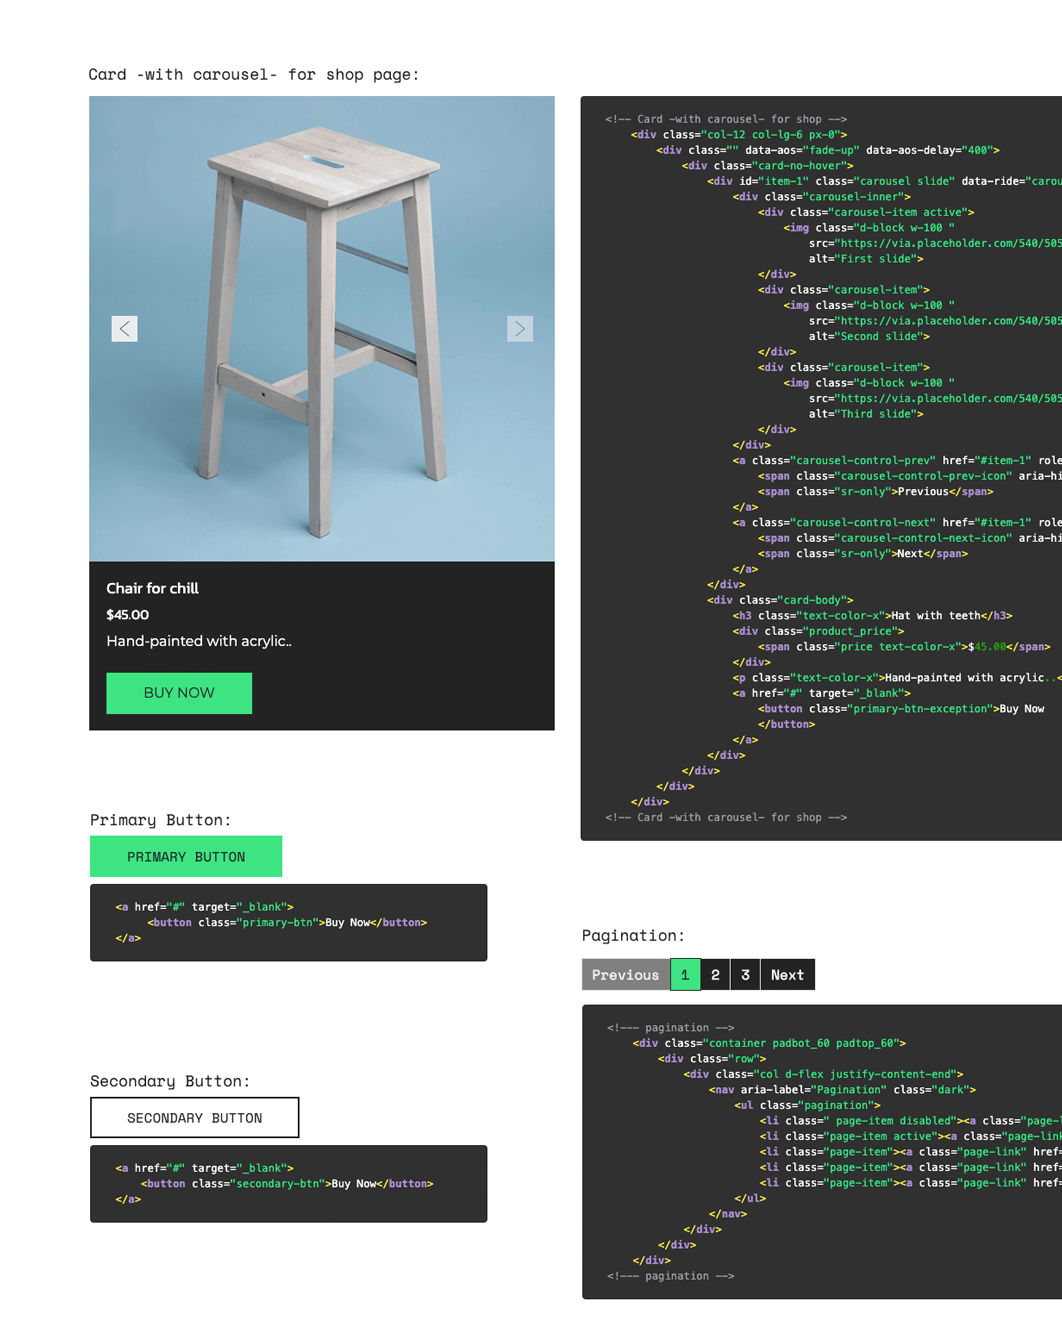 Card -with carousel- for shop page:
Chair for chill
$45.00
Hand-painted with acrylic..
BUY NOW
<!-- Card -with carousel- for shop -->
<div class="col-12 col-lg-6 px-0">
<div class="" data-aos="fade-up" data-aos-delay="400">
<div class="card-no-hover">
<div id="item-1" class="carousel slide" data-ride="carou
<div class="carousel-inner">
<div class="carousel-item active">
<img class="d-block w-100 "
src="https://via.placeholder.com/540/505
alt="First slide">
</div>
<div class="carousel-item">
<img class="d-block w-100 "
src="https://via.placeholder.com/540/505
alt="Second slide">
</div>
<div class="carousel-item">
<img class="d-block w-100 "
src="https://via.placeholder.com/540/505
alt="Third slide">
</div>
</div>
<a class="carousel-control-prev" href="#item-1" role
<span class="carousel-control-prev-icon" aria-hi
<span class="sr-only">Previous</span>
</a>
<a class="carousel-control-next" href="#item-1" role
<span class="carousel-control-next-icon" aria-hi
<span class="sr-only">Next</span>
</a>
</div>
<div class="card-body">
<h3 class="text-color-x">Hat with teeth</h3>
<div class="product_price">
<span class="price text-color-x">$45.00</span>
</div>
<p class="text-color-x">Hand-painted with acrylic..<
<a href="#" target="_blank">
<button class="primary-btn-exception">Buy Now
</button>
</a>
</div>
</div>
</div>
</div>
<!-- Card -with carousel- for shop -->
Primary Button:
PRIMARY BUTTON
<a href="#" target="_blank">
<button class="primary-btn">Buy Now</button>
</a>
Secondary Button:
SECONDARY BUTTON
<a href="#" target="_blank">
<button class="secondary-btn">Buy Now</button>
</a>
Pagination:
Previous 1 2 3 Next
<!--- pagination -->
<div class="container padbot_60 padtop_60">
<div class="row">
<div class="col d-flex justify-content-end">
<nav aria-label="Pagination" class="dark">
<ul class="pagination">
<li class=" page-item disabled"><a class="page-l
<li class="page-item active"><a class="page-link
<li class="page-item"><a class="page-link" href=
<li class="page-item"><a class="page-link" href=
<li class="page-item"><a class="page-link" href=
</ul>
</nav>
</div>
</div>
</div>
<!--- pagination -->